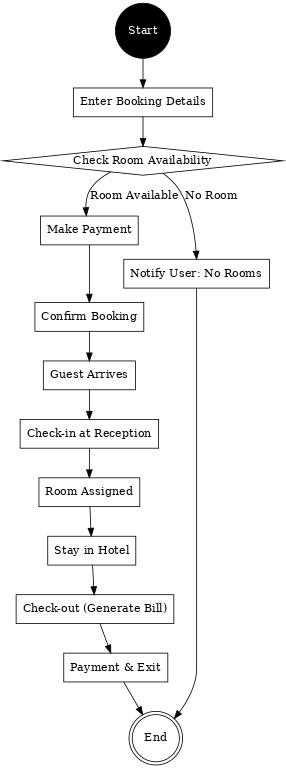 Start
Enter Booking Details
Check Room Availability
Room Available
No Room
Make Payment
Notify User: No Rooms
Confirm Booking
Guest Arrives
Check-in at Reception
Room Assigned
Stay in Hotel
Check-out (Generate Bill)
Payment & Exit
End